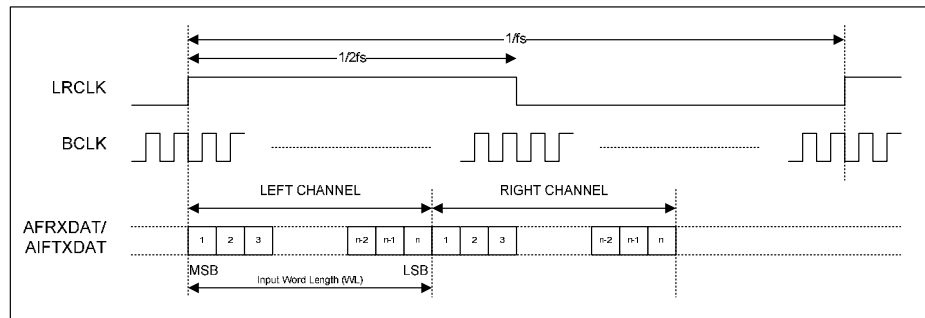 1/fs
1/2fs
LRCLK
BCLK
LEFT CHANNEL
RIGHT CHANNEL
AFRXDAT/
AIFTXDAT
1 2 3 n-2 n-1 n 1 2 3 n-2 n-1 n
MSB
LSB
Input Word Length (WL)